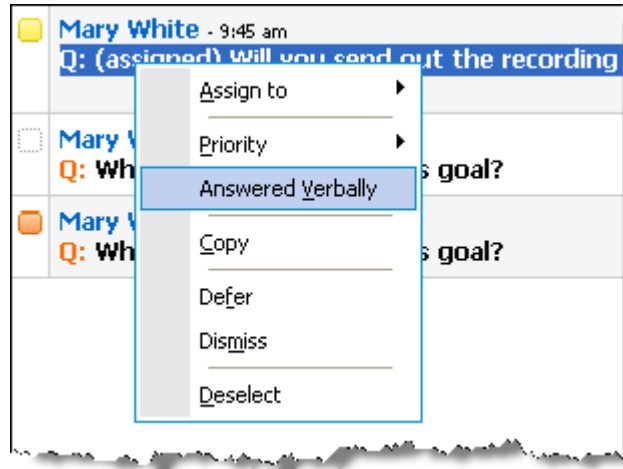 Mary White - 9:45 am
Q: (assigned) Will you send out the recording
Assign to
Mary
Priority
Q: Wh s goal?
Answered Verbally
Mary
Copy
Q: Wh s goal?
Defer
Dismiss
Deselect